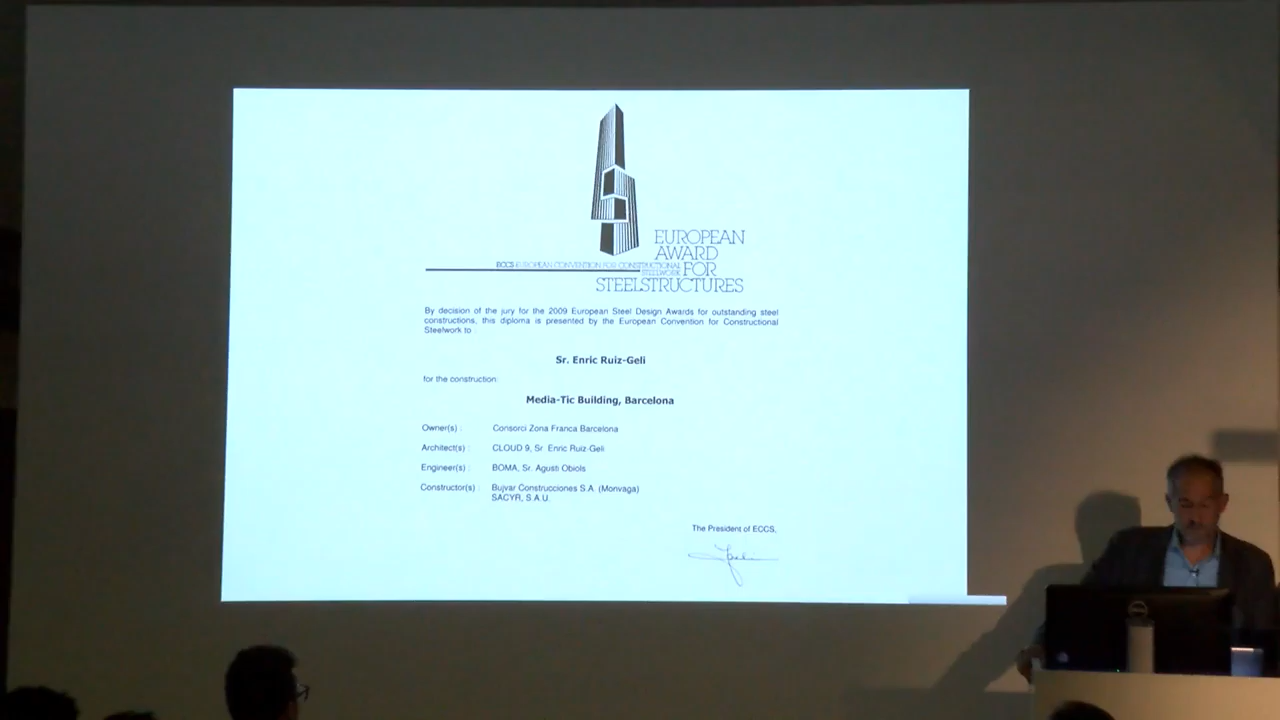 EUROPEAN
AWARD
ECCS EUROPEAN CONVENTION FOR CONSTRUCTIONAL
STEELWORK FOR
STEELSTRUCTURES
By decision of the jury for the 2009 European Steel Design Awards for outstanding steel
constructions, this diploma is presented by the European Convention for Constructional
Steelwork to :
Sr. Enric Ruiz-Geli
for the construction:
Media-Tic Building, Barcelona
Owner(s) : Consorci Zona Franca Barcelona
Architect(s) : CLOUD 9, Sr. Enric Ruiz-Geli
Engineer(s) : BOMA, Sr. Agusti Obiols
Constructor(s) : Bujvar Construcciones S.A. (Monvaga)
SACYR, S.A.U.
The President of ECCS,